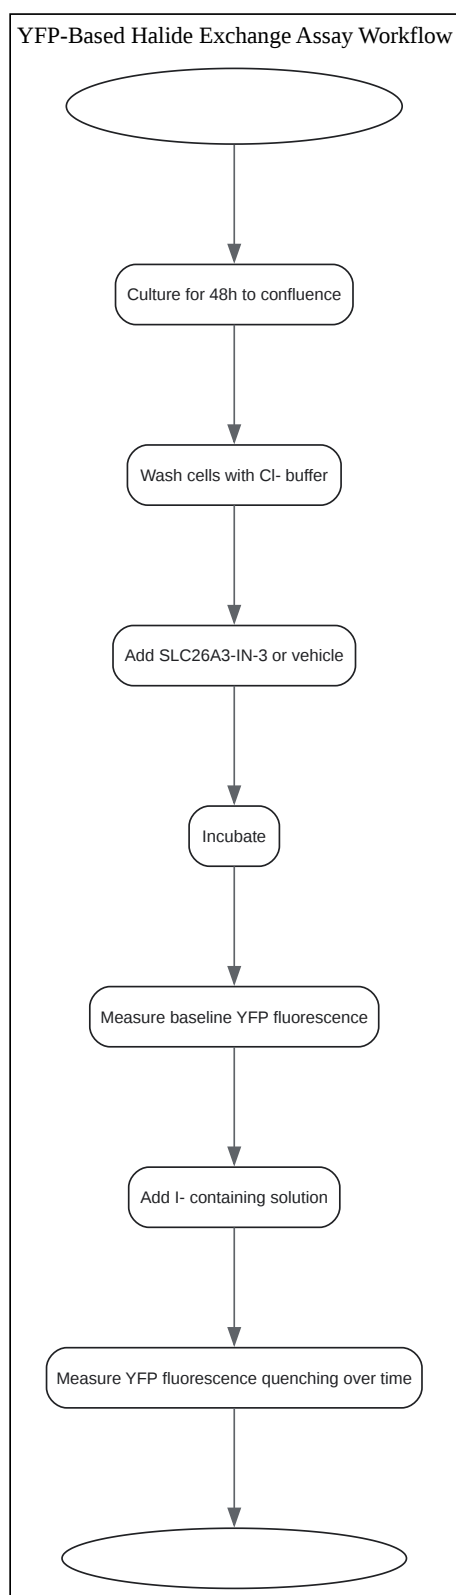 YFP-Based Halide Exchange Assay Workflow
Culture for 48h to confluence
Wash cells with Cl- buffer
Add SLC26A3-IN-3 or vehicle
Incubate
Measure baseline YFP fluorescence
Add I- containing solution
Measure YFP fluorescence quenching over time